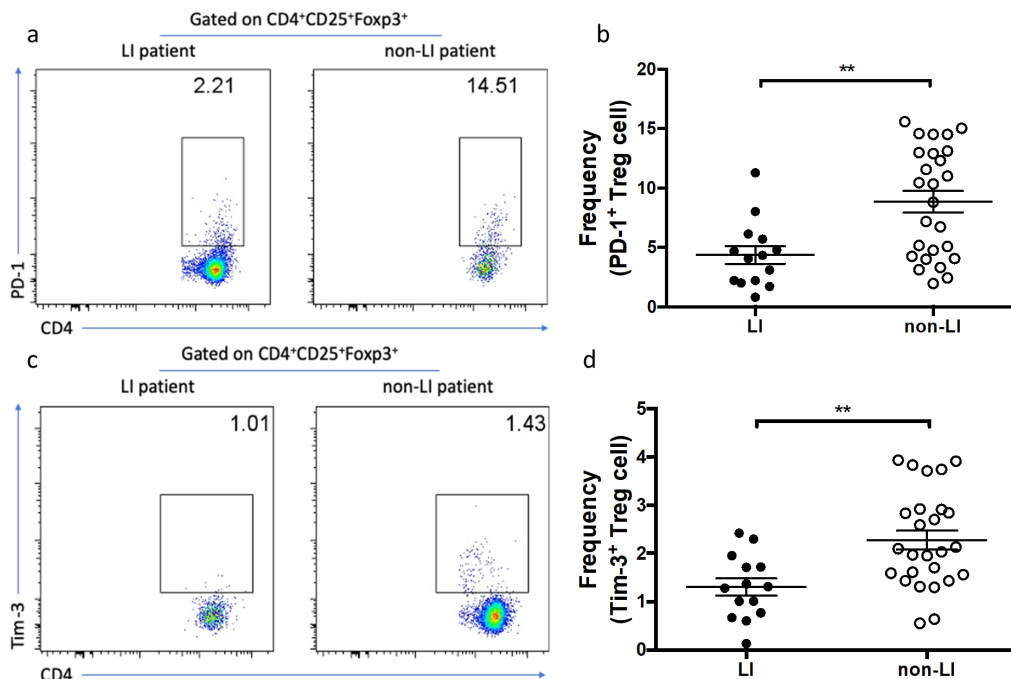 a
Gated on CD4⁺CD25⁺Foxp3⁺
LI patient
non-LI patient
2.21
14.51
PD-1
CD4
b
**
Frequency
(PD-1⁺ Treg cell)
20
15
10
5
0
LI
non-LI
c
Gated on CD4⁺CD25⁺Foxp3⁺
LI patient
non-LI patient
1.01
1.43
Tim-3
CD4
d
**
Frequency
(Tim-3⁺ Treg cell)
5
4
3
2
1
0
LI
non-LI